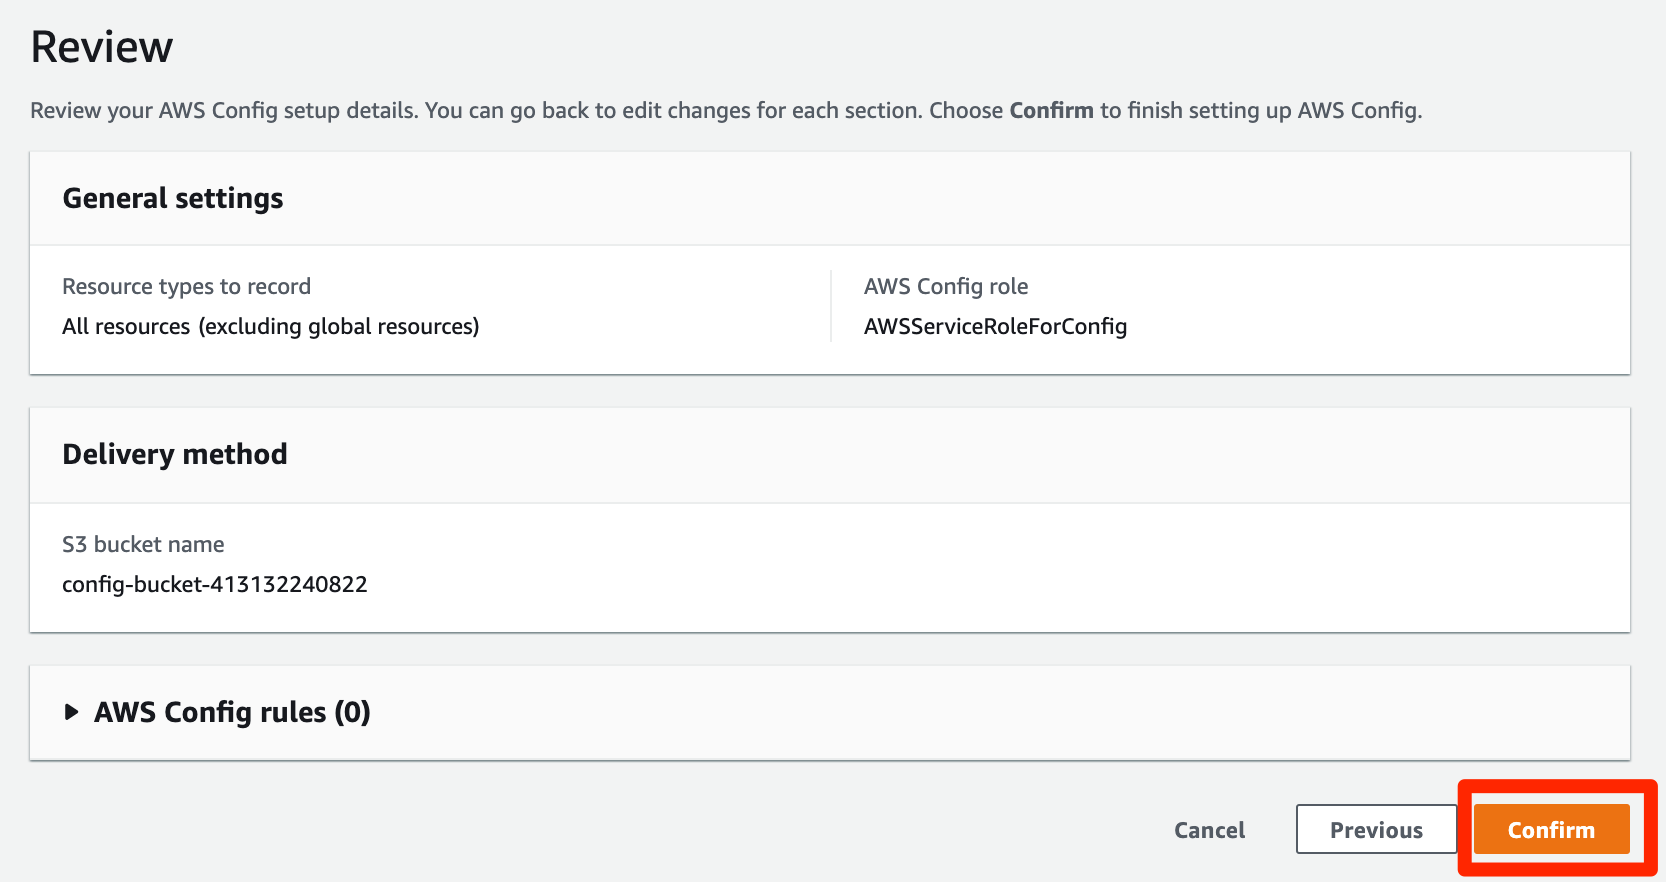 Review
Review your AWS Config setup details. You can go back to edit changes for each section. Choose Confirm to finish setting up AWS Config.
General settings
Resource types to record
All resources (excluding global resources)
AWS Config role
AWSServiceRoleForConfig
Delivery method
S3 bucket name
config-bucket-413132240822
AWS Config rules (0)
Cancel
Previous
Confirm